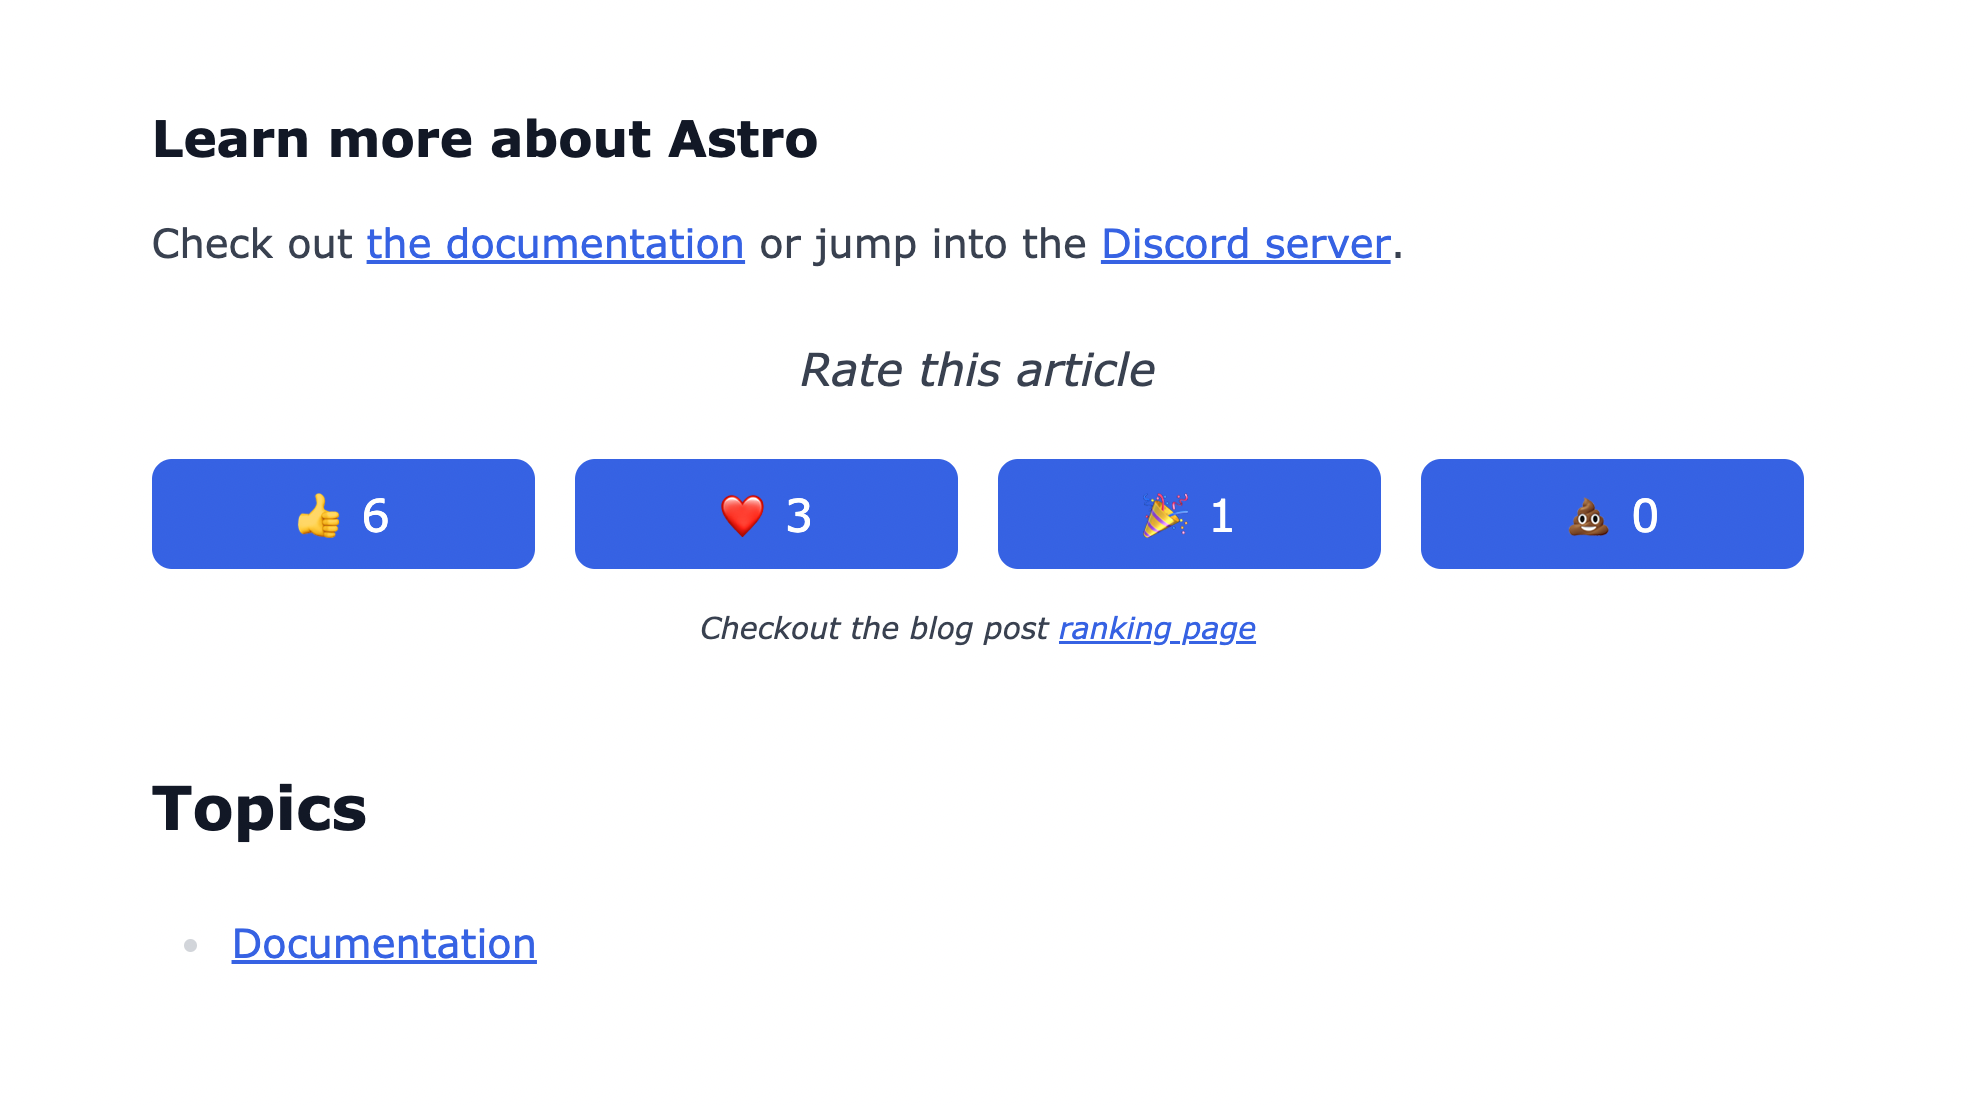 Learn more about Astro
Check out the documentation or jump into the Discord server.
Rate this article
👍 6
❤️ 3
🎉 1
💩 0
Checkout the blog post ranking page
Topics
Documentation